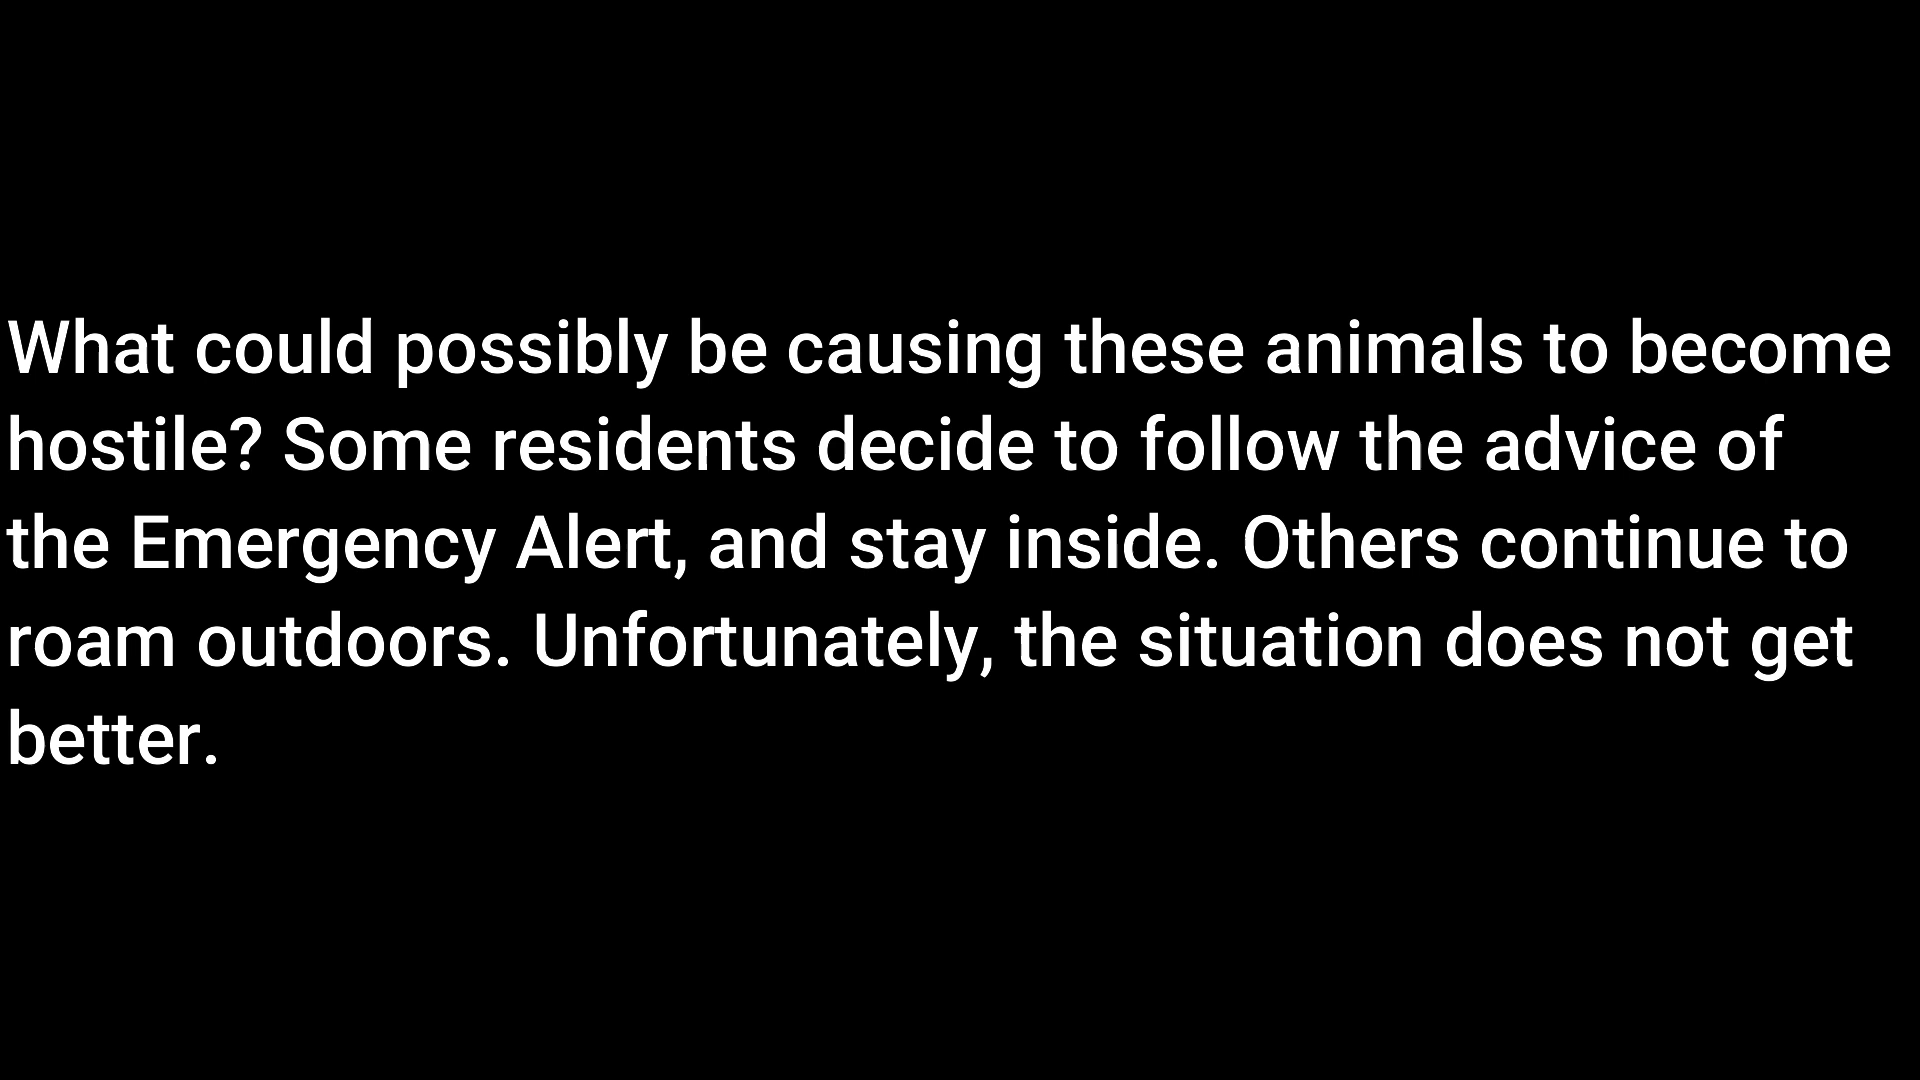 What could possibly be causing these animals to become
hostile? Some residents decide to follow the advice of
the Emergency Alert, and stay inside. Others continue to
roam outdoors. Unfortunately, the situation does not get
better.